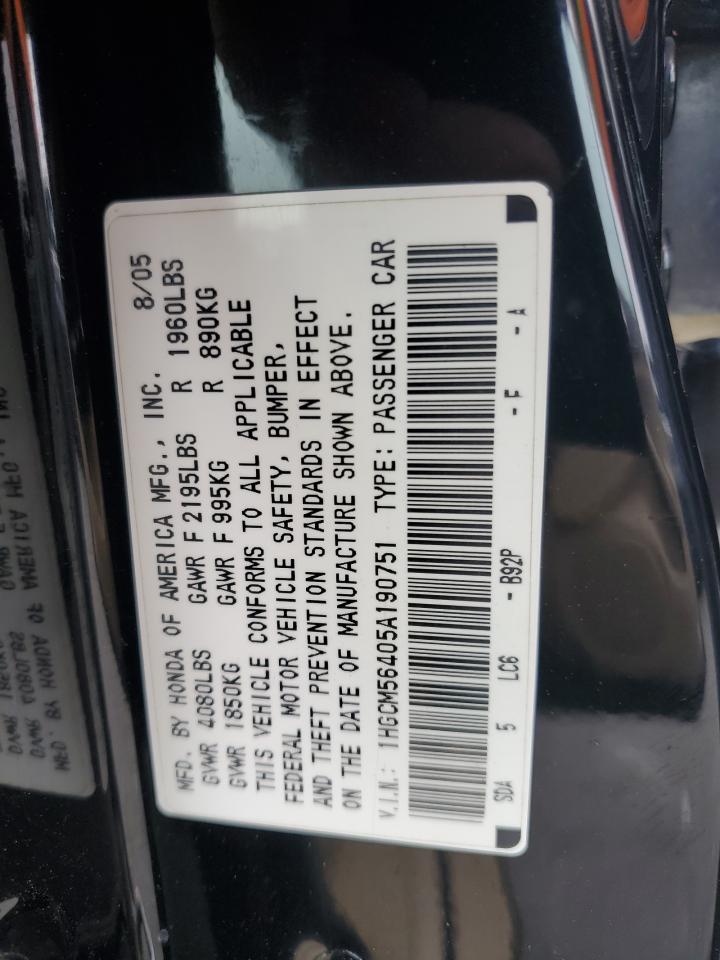 8/05
MFD. BY HONDA OF AMERICA MFG., INC.
GVWR 4080LBS GAWR F 2195LBS R 1960LBS
GVWR 1850KG GAWR F 995KG R 890KG
THIS VEHICLE CONFORMS TO ALL APPLICABLE
FEDERAL MOTOR VEHICLE SAFETY, BUMPER,
AND THEFT PREVENTION STANDARDS IN EFFECT
ON THE DATE OF MANUFACTURE SHOWN ABOVE.
V.I.N.: 1HGCM56405A190751 TYPE: PASSENGER CAR
SDA 5 LC6 - B92P - F - A